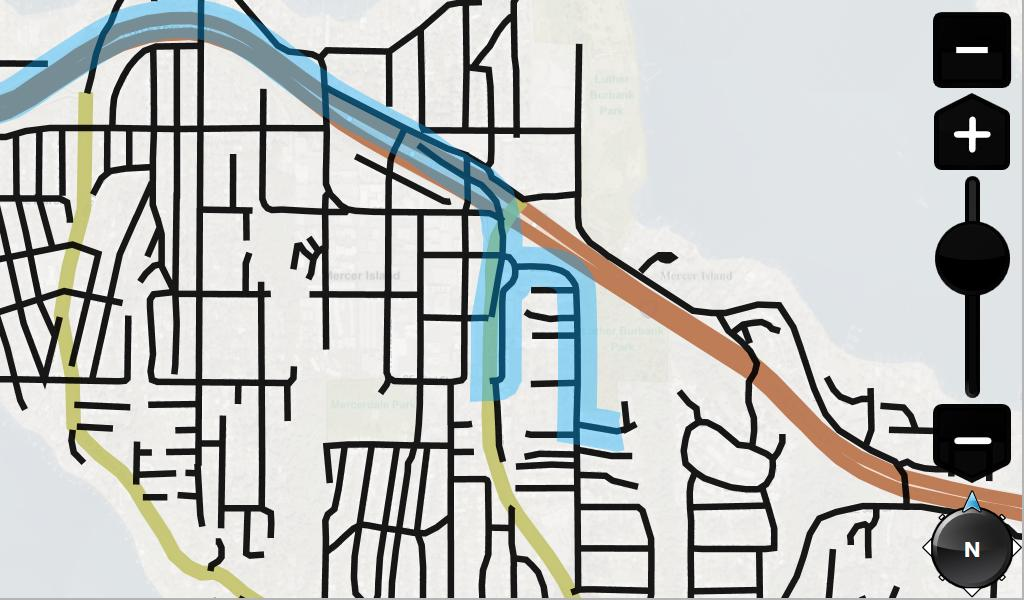 Luther
Burbank
Park
Mercer Island
Mercer Island
Luther Burbank
Park
Mercerdale Park
N